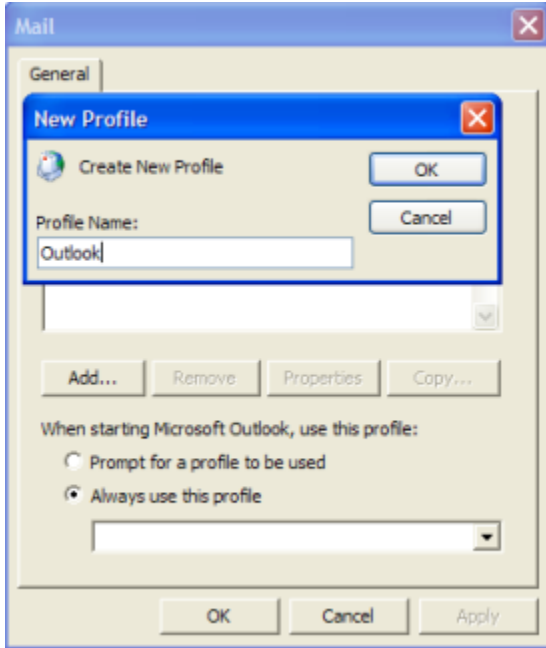 Mail
General
New Profile
Create New Profile
OK
Cancel
Profile Name:
Outlook
Add... Remove Properties Copy...
When starting Microsoft Outlook, use this profile:
Prompt for a profile to be used
Always use this profile
OK Cancel Apply